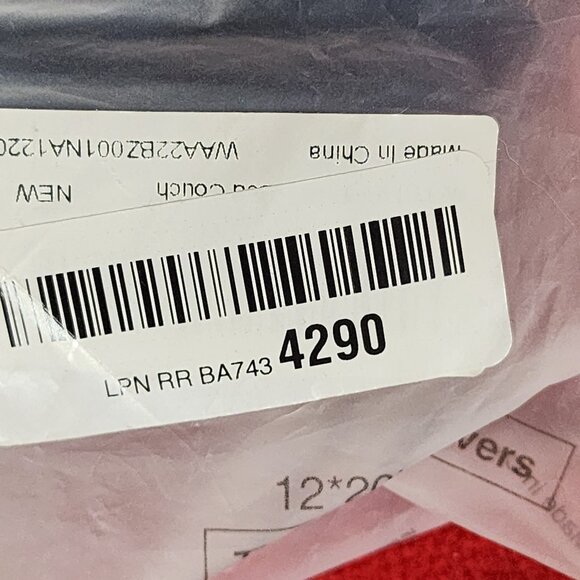 WAA22BZ001NA1220
Made In China
NEW
Couch
LPN RR BA743 4290
12*20
vers